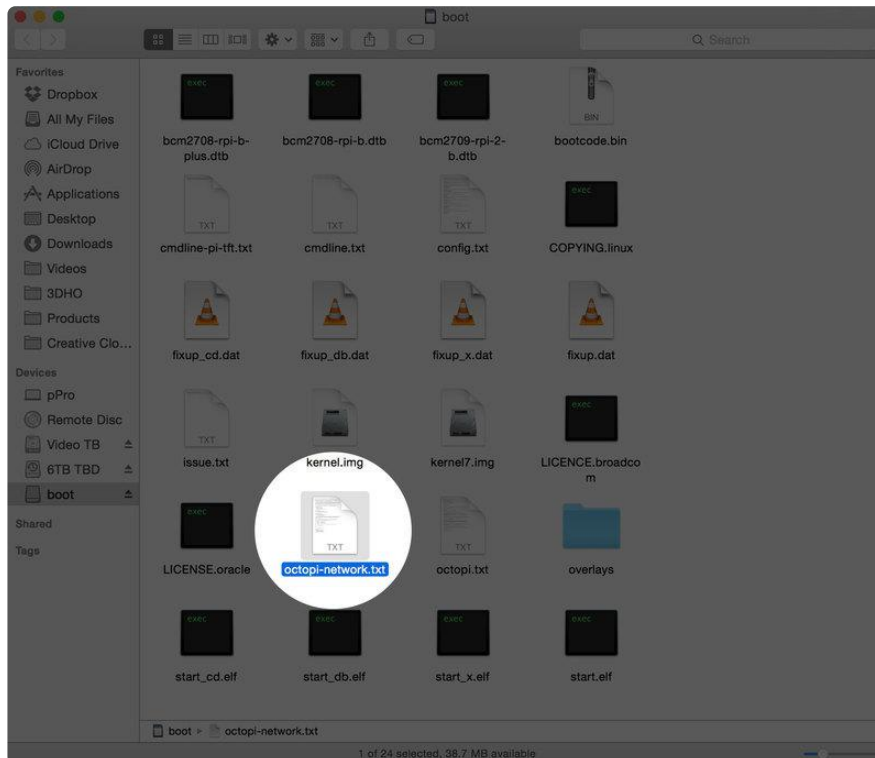 boot
Search
Favorites
Dropbox
All My Files
iCloud Drive
AirDrop
Applications
Desktop
Downloads
Videos
3DHO
Products
Creative Clo...
Devices
pPro
Remote Disc
Video TB
6TB TBD
boot
Shared
Tags
exec
exec
exec
BIN
bcm2708-rpi-b-
plus.dtb
bcm2708-rpi-b.dtb
bcm2709-rpi-2-
b.dtb
bootcode.bin
TXT
TXT
TXT
exec
cmdline-pi-tft.txt
cmdline.txt
config.txt
COPYING.linux
fixup_cd.dat
fixup_db.dat
fixup_x.dat
fixup.dat
TXT
exec
issue.txt
kernel.img
kernel7.img
LICENCE.broadco
m
exec
TXT
TXT
LICENSE.oracle
octopi-network.txt
octopi.txt
overlays
exec
exec
exec
exec
start_cd.elf
start_db.elf
start_x.elf
start.elf
boot
octopi-network.txt
1 of 24 selected, 38.7 MB available